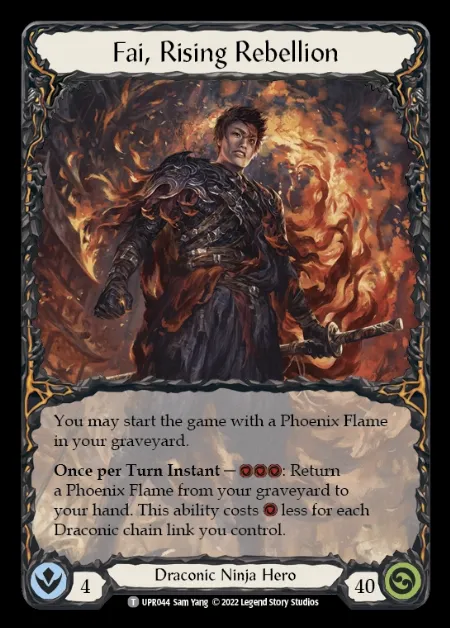 Fai, Rising Rebellion
You may start the game with a Phoenix Flame
in your graveyard.
Once per Turn Instant — : Return
a Phoenix Flame from your graveyard to
your hand. This ability costs less for each
Draconic chain link you control.
4
Draconic Ninja Hero
40
T UPR044 Sam Yang © 2022 Legend Story Studios